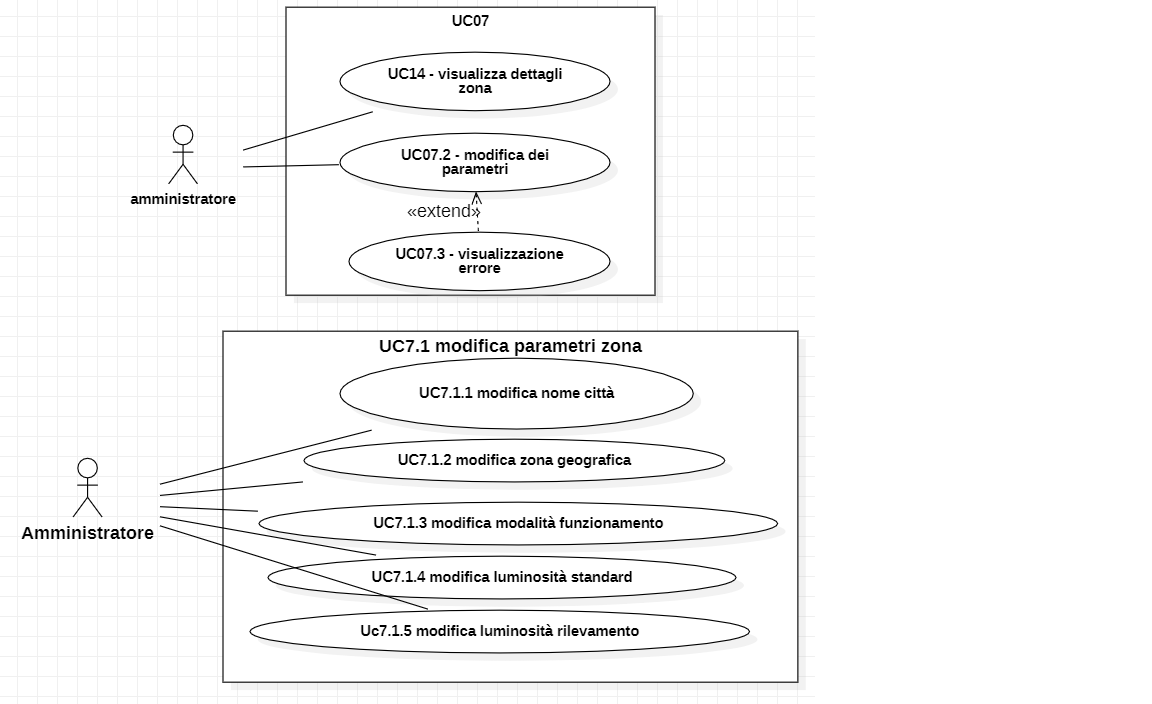 UC07
UC14 - visualizza dettagli
zona
UC07.2 - modifica dei
parametri
amministratore
«extend»
UC07.3 - visualizzazione
errore
UC7.1 modifica parametri zona
UC7.1.1 modifica nome città
UC7.1.2 modifica zona geografica
UC7.1.3 modifica modalità funzionamento
Amministratore
UC7.1.4 modifica luminosità standard
Uc7.1.5 modifica luminosità rilevamento